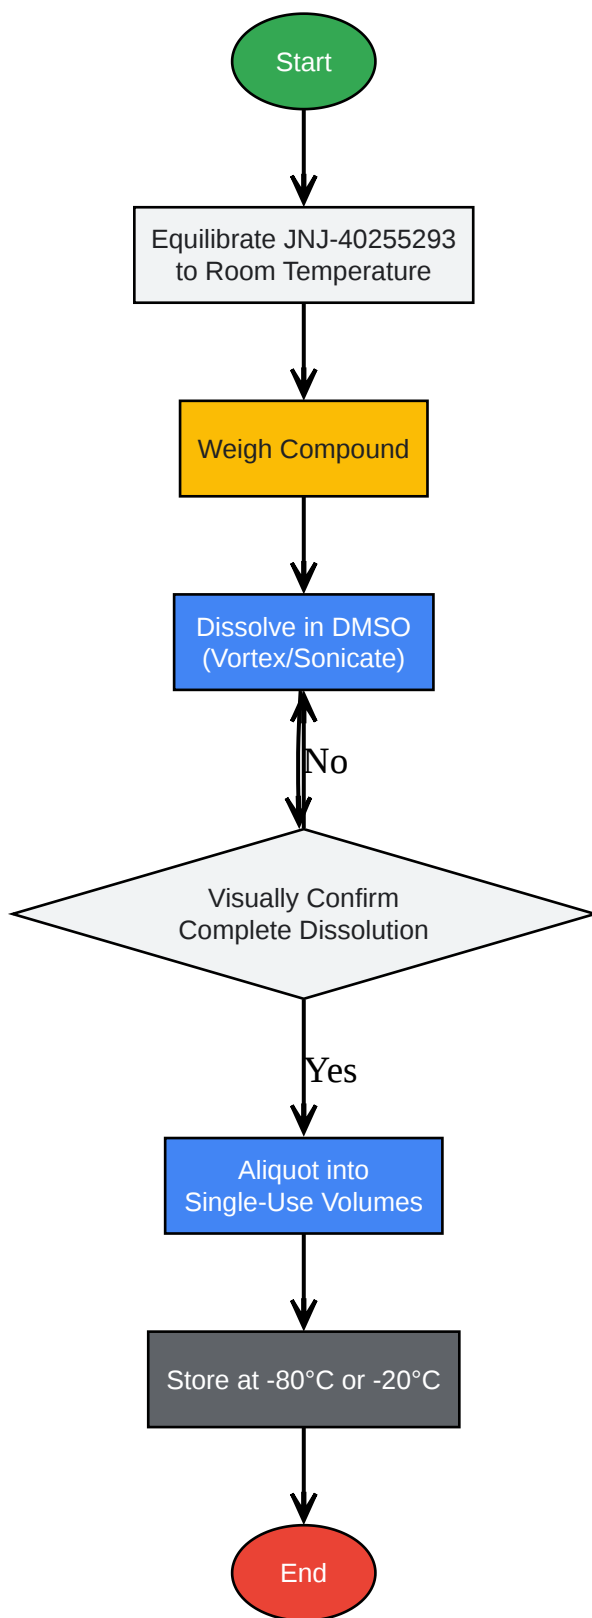 Start
Equilibrate JNJ-40255293
to Room Temperature
Weigh Compound
Dissolve in DMSO
(Vortex/Sonicate)
No
Visually Confirm
Complete Dissolution
Yes
Aliquot into
Single-Use Volumes
Store at -80°C or -20°C
End